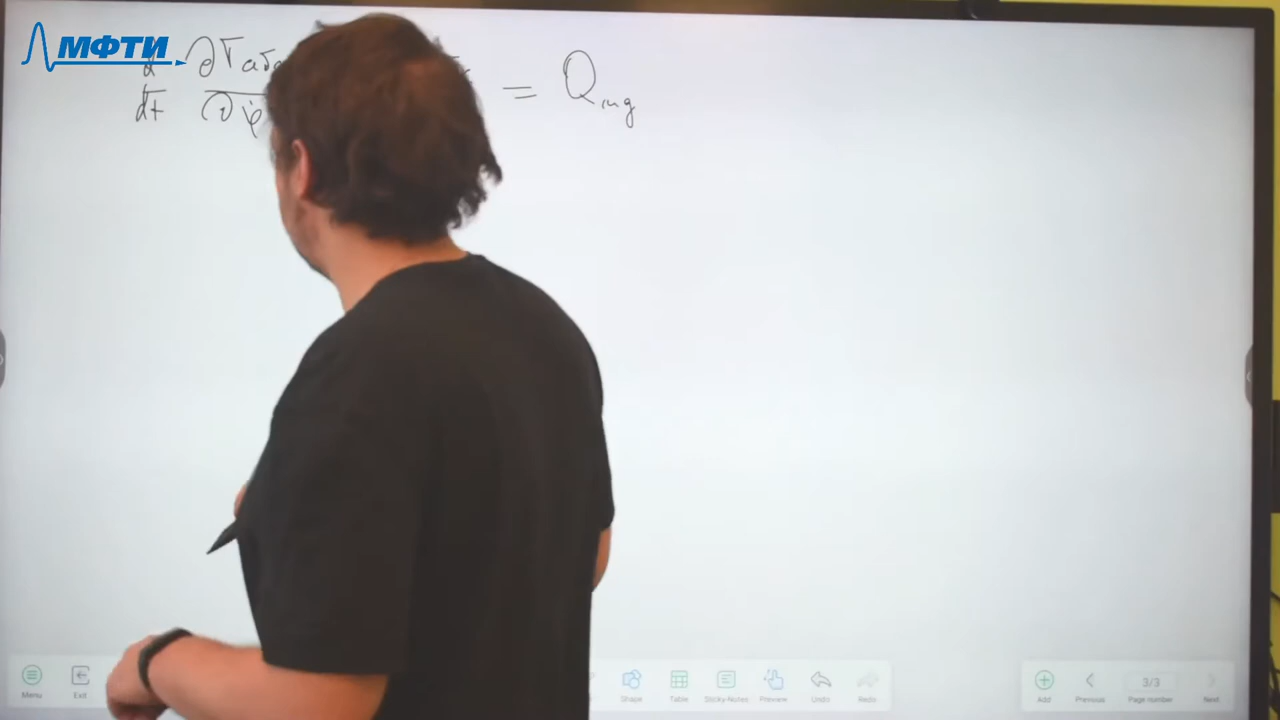 МФТИ
d ∂Tабс = Q_mg
dt ∂φ̇
Menu Exit Shape Table Sticky Notes Preview Undo Redo Add Previous 3/3 Page number Next